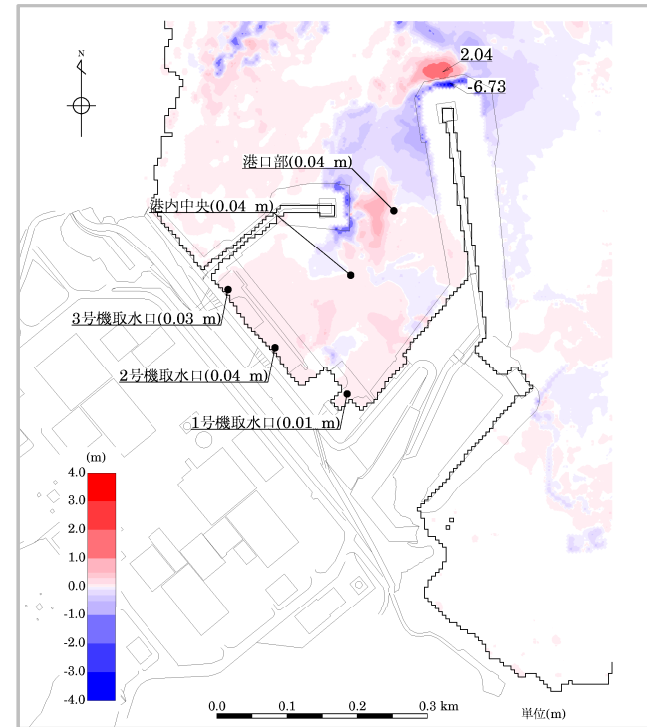 N
2.04
-6.73
港口部(0.04 m)
港内中央(0.04 m)
3号機取水口(0.03 m)
2号機取水口(0.04 m)
1号機取水口(0.01 m)
(m)
4.0
3.0
2.0
1.0
0.0
-1.0
-2.0
-3.0
-4.0
0.0 0.1 0.2 0.3 km
単位(m)